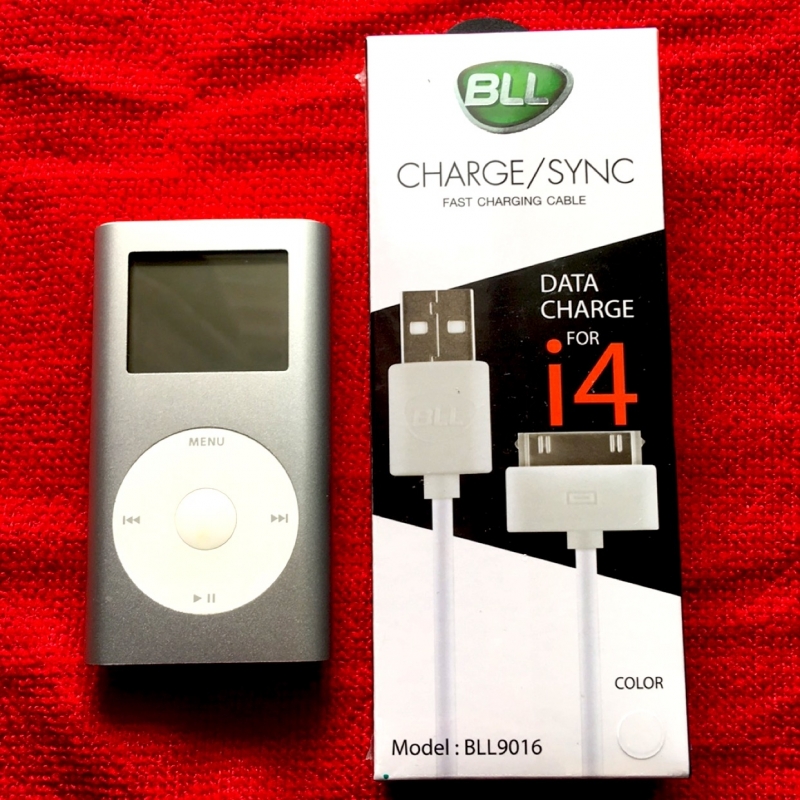 MENU
BLL
CHARGE/SYNC
FAST CHARGING CABLE
DATA
CHARGE
FOR
i4
BLL
COLOR
Model : BLL9016